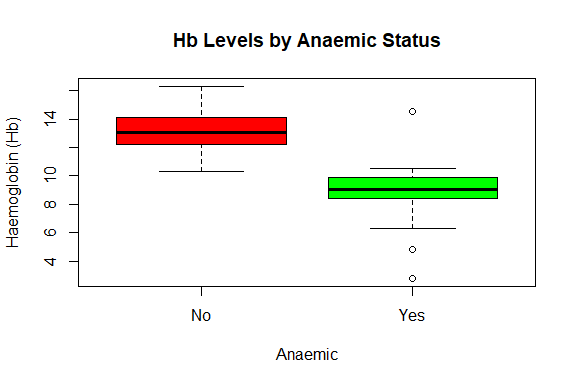 Hb Levels by Anaemic Status
Haemoglobin (Hb)
14
10
8
6
4
No Yes
Anaemic